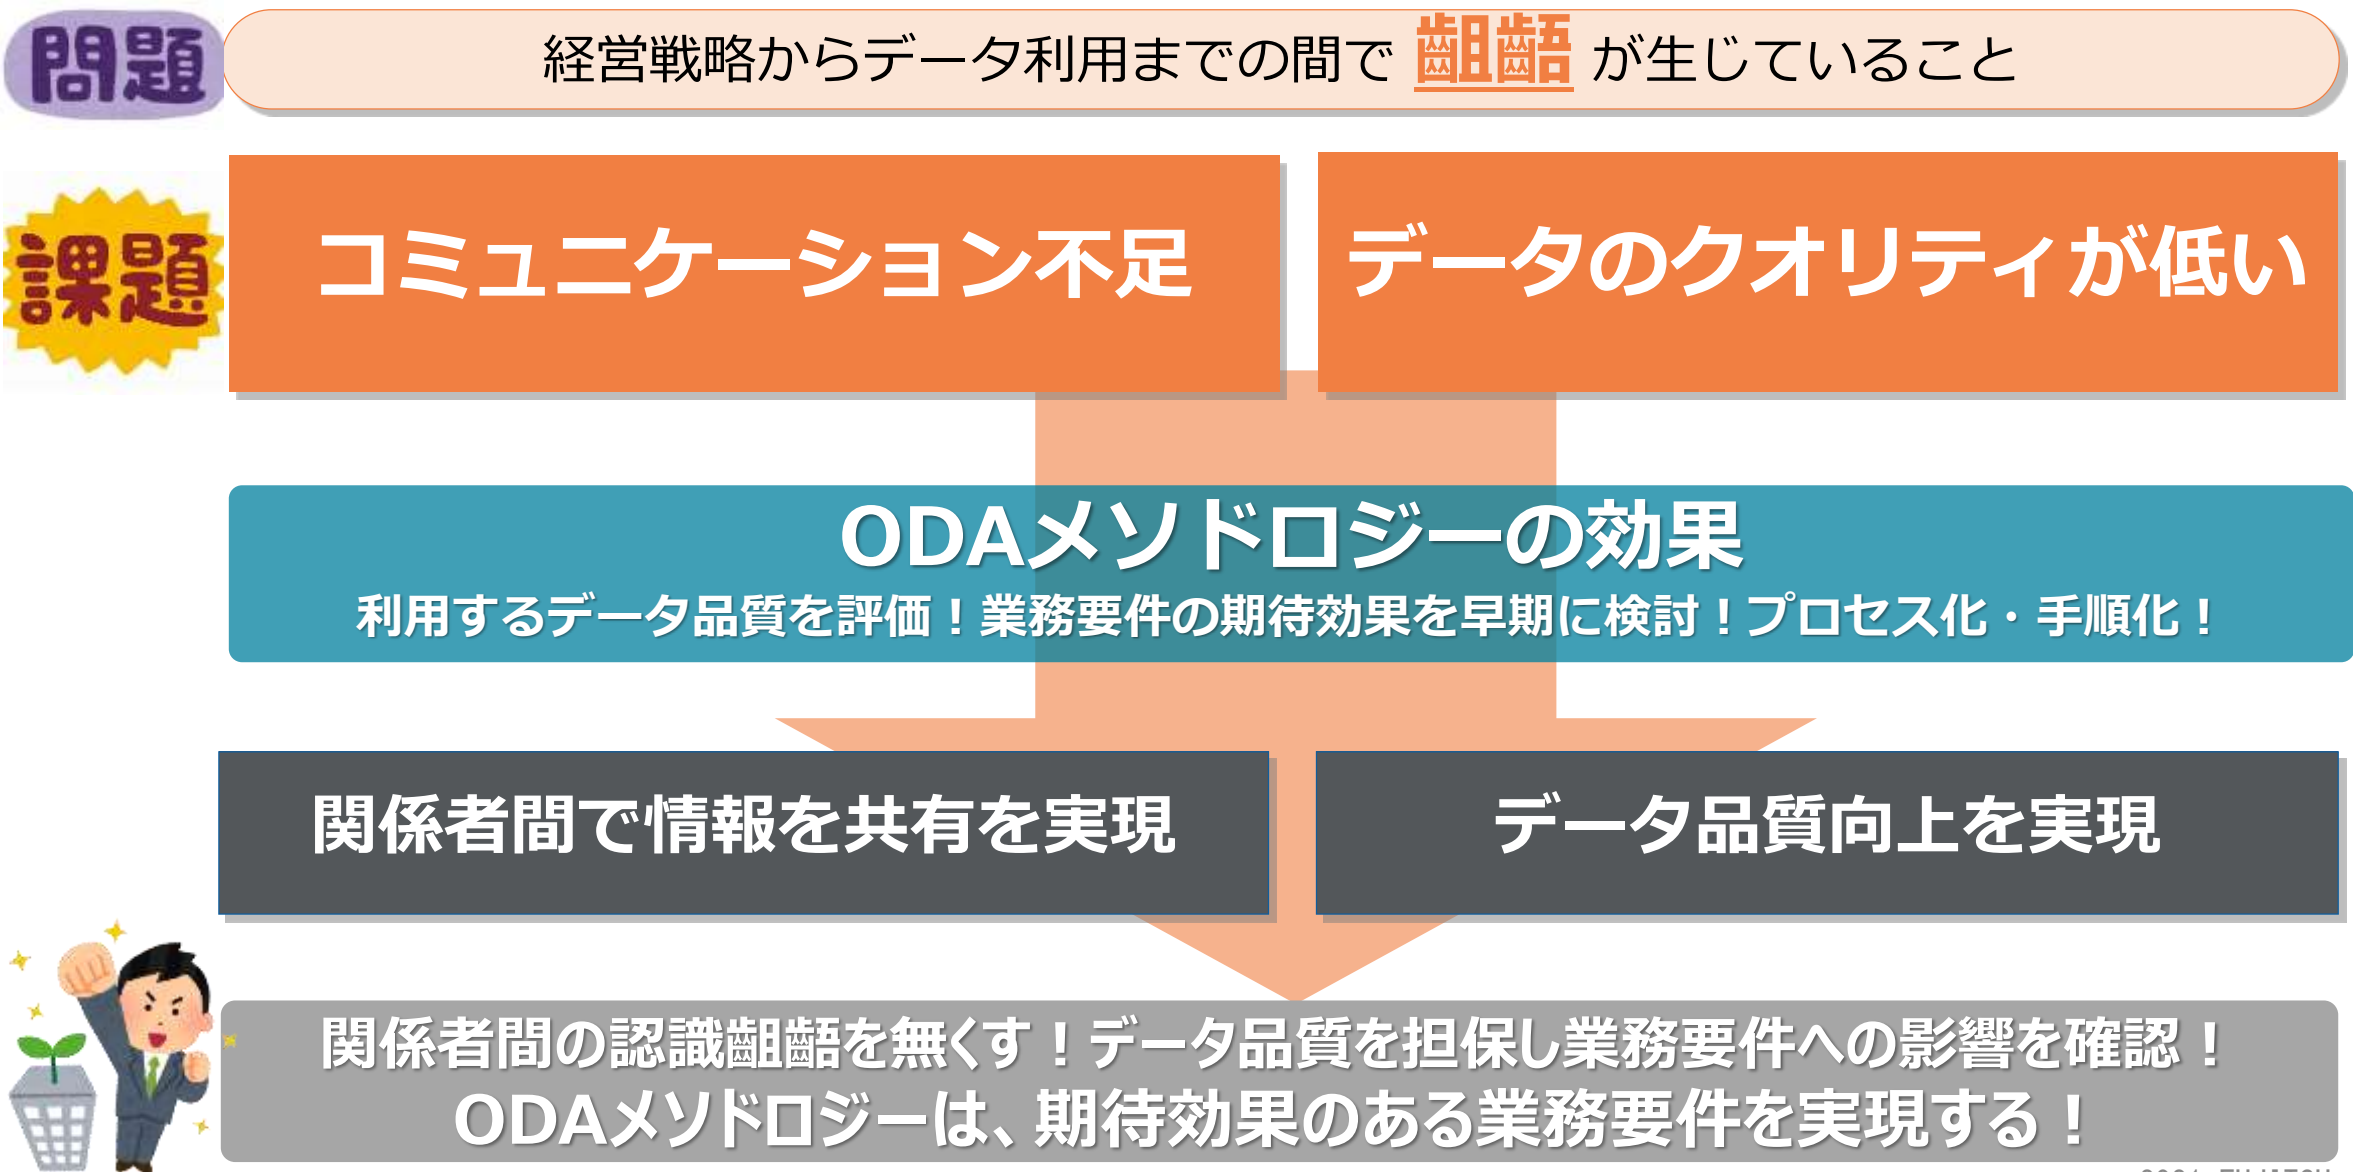 問題
経営戦略からデータ利用までの間で 齟齬 が生じていること
課題
コミュニケーション不足
データのクオリティが低い
ODAメソドロジーの効果
利用するデータ品質を評価！業務要件の期待効果を早期に検討！プロセス化・手順化！
関係者間で情報を共有を実現
データ品質向上を実現
関係者間の認識齟齬を無くす！データ品質を担保し業務要件への影響を確認！
ODAメソドロジーは、期待効果のある業務要件を実現する！